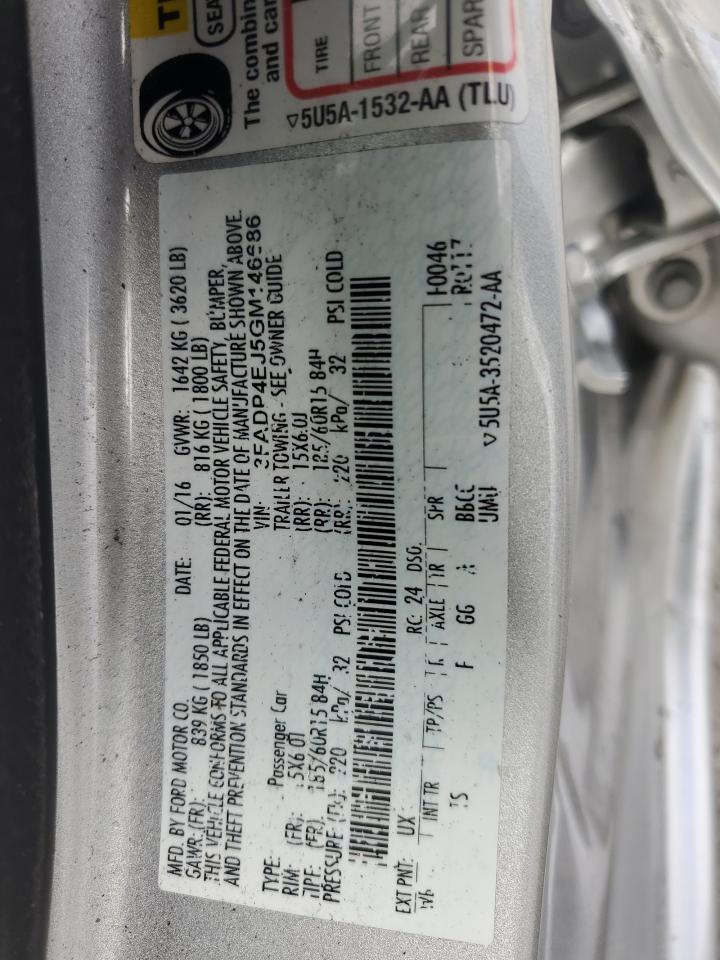 SEA
The combin
and car
TIRE
FRONT
REAR
SPAR
▽5U5A-1532-AA (TLU)
MFD. BY FORD MOTOR CO. DATE: 01/16 GVWR: 1642 KG ( 3620 LB)
GAWR: (FR): 839 KG ( 1850 LB) (RR): 816 KG ( 1800 LB)
THIS VEHICLE CONFORMS TO ALL APPLICABLE FEDERAL MOTOR VEHICLE SAFETY, BUMPER,
AND THEFT PREVENTION STANDARDS IN EFFECT ON THE DATE OF MANUFACTURE SHOWN ABOVE.
VIN:
TYPE: Passenger Car TRAILER TOWING - SEE OWNER GUIDE
RIM: (FR): 15X6.0J (RR): 15X6.0J
TIRE: (FR): 185/60R15 84H (RR): 185/60R15 84H
PRESSURE: (FR): 220 kPa/ 32 PSI COLD (RR): 220 kPa/ 32 PSI COLD
EXT PNT: UX RC: 24 DSO:
INT TR TP/PS R AXLE TR SPR
TS F GG A
▽5U5A-3520472-AA